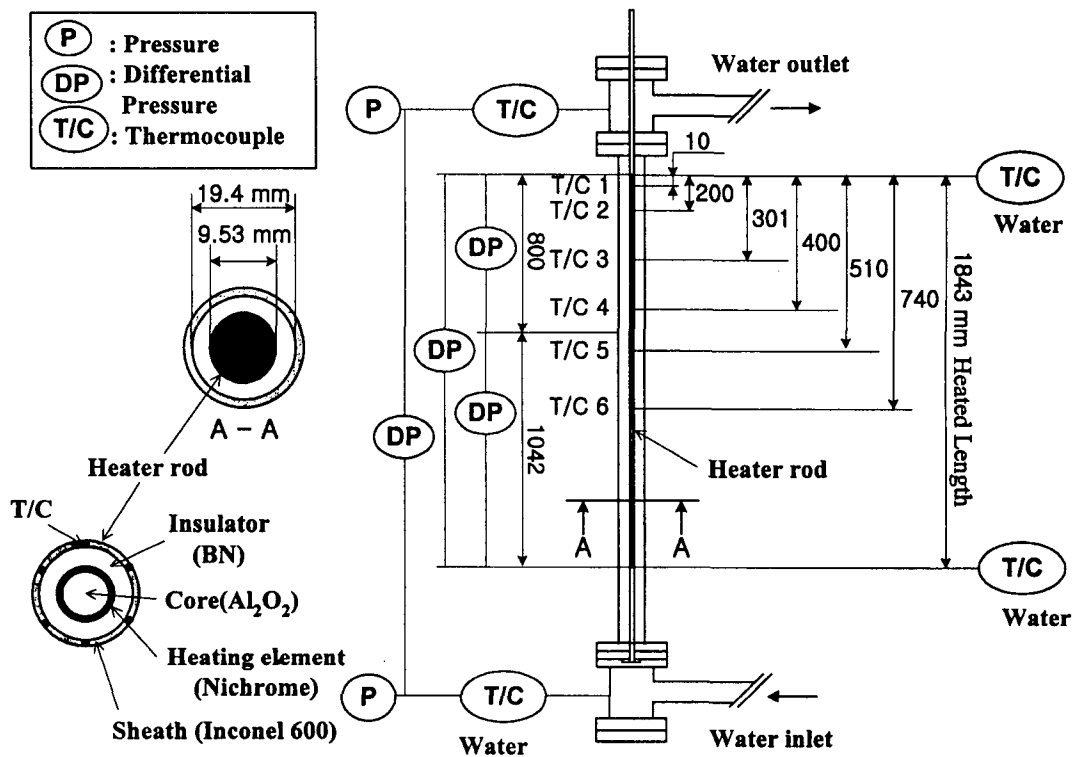 P : Pressure
DP : Differential
Pressure
T/C : Thermocouple
Water outlet
P
T/C
10
T/C
Water
19.4 mm
9.53 mm
A – A
T/C 1
T/C 2
T/C 3
T/C 4
T/C 5
T/C 6
200
301
400
510
740
1843 mm Heated Length
800
1042
DP
DP
DP
DP
Heater rod
Heater rod
A
A
T/C
Insulator
(BN)
Core(Al₂O₂)
Heating element
(Nichrome)
Sheath (Inconel 600)
T/C
Water
P
T/C
Water
Water inlet